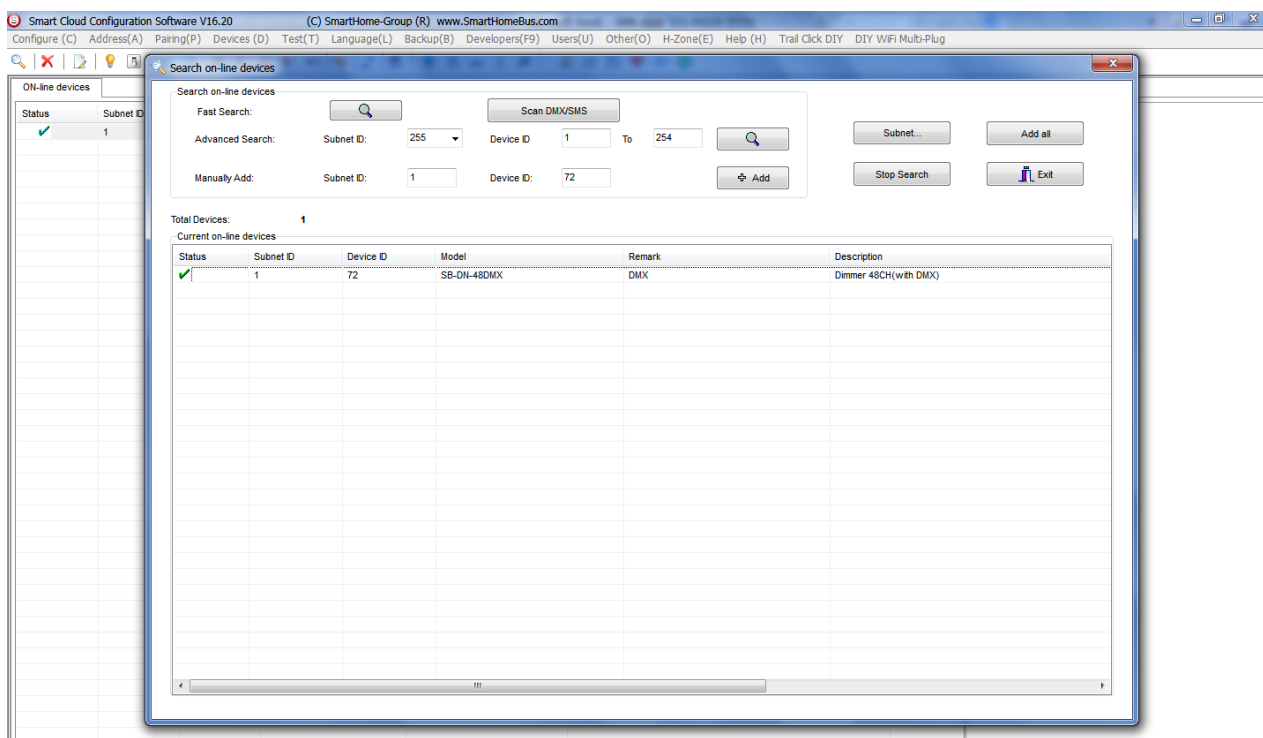 Smart Cloud Configuration Software V16.20 (C) SmartHome-Group (R) www.SmartHomeBus.com
Configure (C) Address(A) Pairing(P) Devices (D) Test(T) Language(L) Backup(B) Developers(F9) Users(U) Other(O) H-Zone(E) Help (H) Trail Click DIY DIY WiFi Multi-Plug
Search on-line devices
ON-line devices
Search on-line devices
Fast Search: Scan DMX/SMS
Status Subnet ID
1
Advanced Search: Subnet ID: 255 Device ID 1 To 254 Subnet... Add all
Manually Add: Subnet ID: 1 Device ID: 72 Add Stop Search Exit
Total Devices: 1
Current on-line devices
Status Subnet ID Device ID Model Remark Description
1 72 SB-DN-48DMX DMX Dimmer 48CH(with DMX)